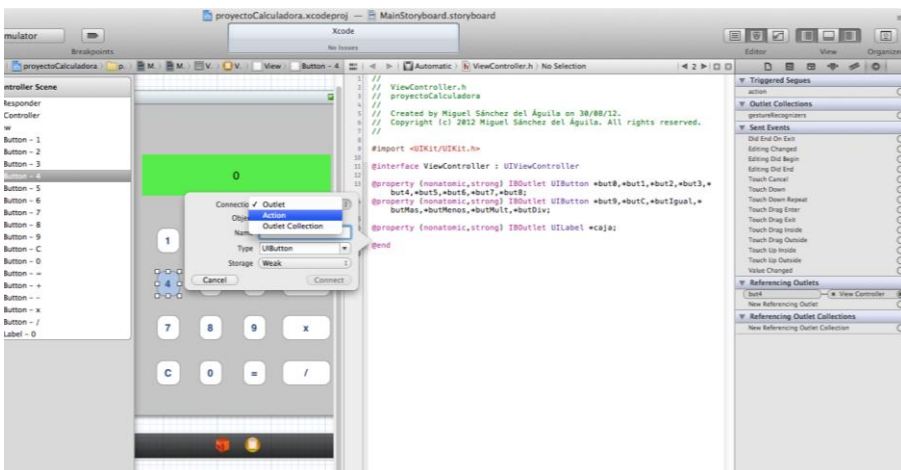 proyectoCalculadora.xcodeproj — MainStoryboard.storyboard
mulator
Breakpoints
Xcode
No Issues
Editor
View
Organizer
proyectoCalculadora
p.
M.
M.
V.
V.
View
Button - 4
Automatic
ViewController.h
No Selection
2
ntroller Scene
Responder
Controller
ew
Button - 1
Button - 2
Button - 3
Button - 4
Button - 5
Button - 6
Button - 7
Button - 8
Button - 9
Button - C
Button - 0
Button - =
Button - +
Button - -
Button - x
Button - /
Label - 0
0
1
4
7
8
9
x
C
0
=
/
Connectio
Outlet
Action
Outlet Collection
Obje
Nam
Type
UIButton
Storage
Weak
Cancel
Connect
//
// ViewController.h
// proyectoCalculadora
//
// Created by Miguel Sánchez del Águila on 30/08/12.
// Copyright (c) 2012 Miguel Sánchez del Águila. All rights reserved.
//
#import <UIKit/UIKit.h>
@interface ViewController : UIViewController
@property (nonatomic,strong) IBOutlet UIButton *but0,*but1,*but2,*but3,*
but4,*but5,*but6,*but7,*but8;
@property (nonatomic,strong) IBOutlet UIButton *but9,*butC,*butIgual,*
butMas,*butMenos,*butMult,*butDiv;
@property (nonatomic,strong) IBOutlet UILabel *caja;
@end
Triggered Segues
action
Outlet Collections
gestureRecognizers
Sent Events
Did End On Exit
Editing Changed
Editing Did Begin
Editing Did End
Touch Cancel
Touch Down
Touch Down Repeat
Touch Drag Enter
Touch Drag Exit
Touch Drag Inside
Touch Drag Outside
Touch Up Inside
Touch Up Outside
Value Changed
Referencing Outlets
but4
View Controller
New Referencing Outlet
Referencing Outlet Collections
New Referencing Outlet Collection